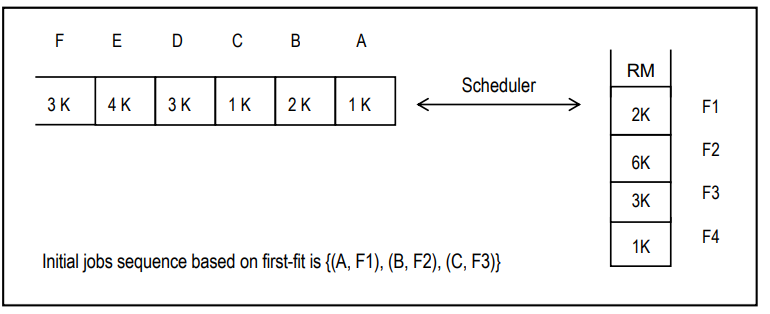 F E D C B A
3 K 4 K 3 K 1 K 2 K 1 K
Scheduler
RM
2K F1
6K F2
3K F3
1K F4
Initial jobs sequence based on first-fit is {(A, F1), (B, F2), (C, F3)}